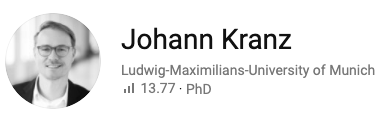 Johann Kranz
Ludwig-Maximilians-University of Munich
13.77 · PhD